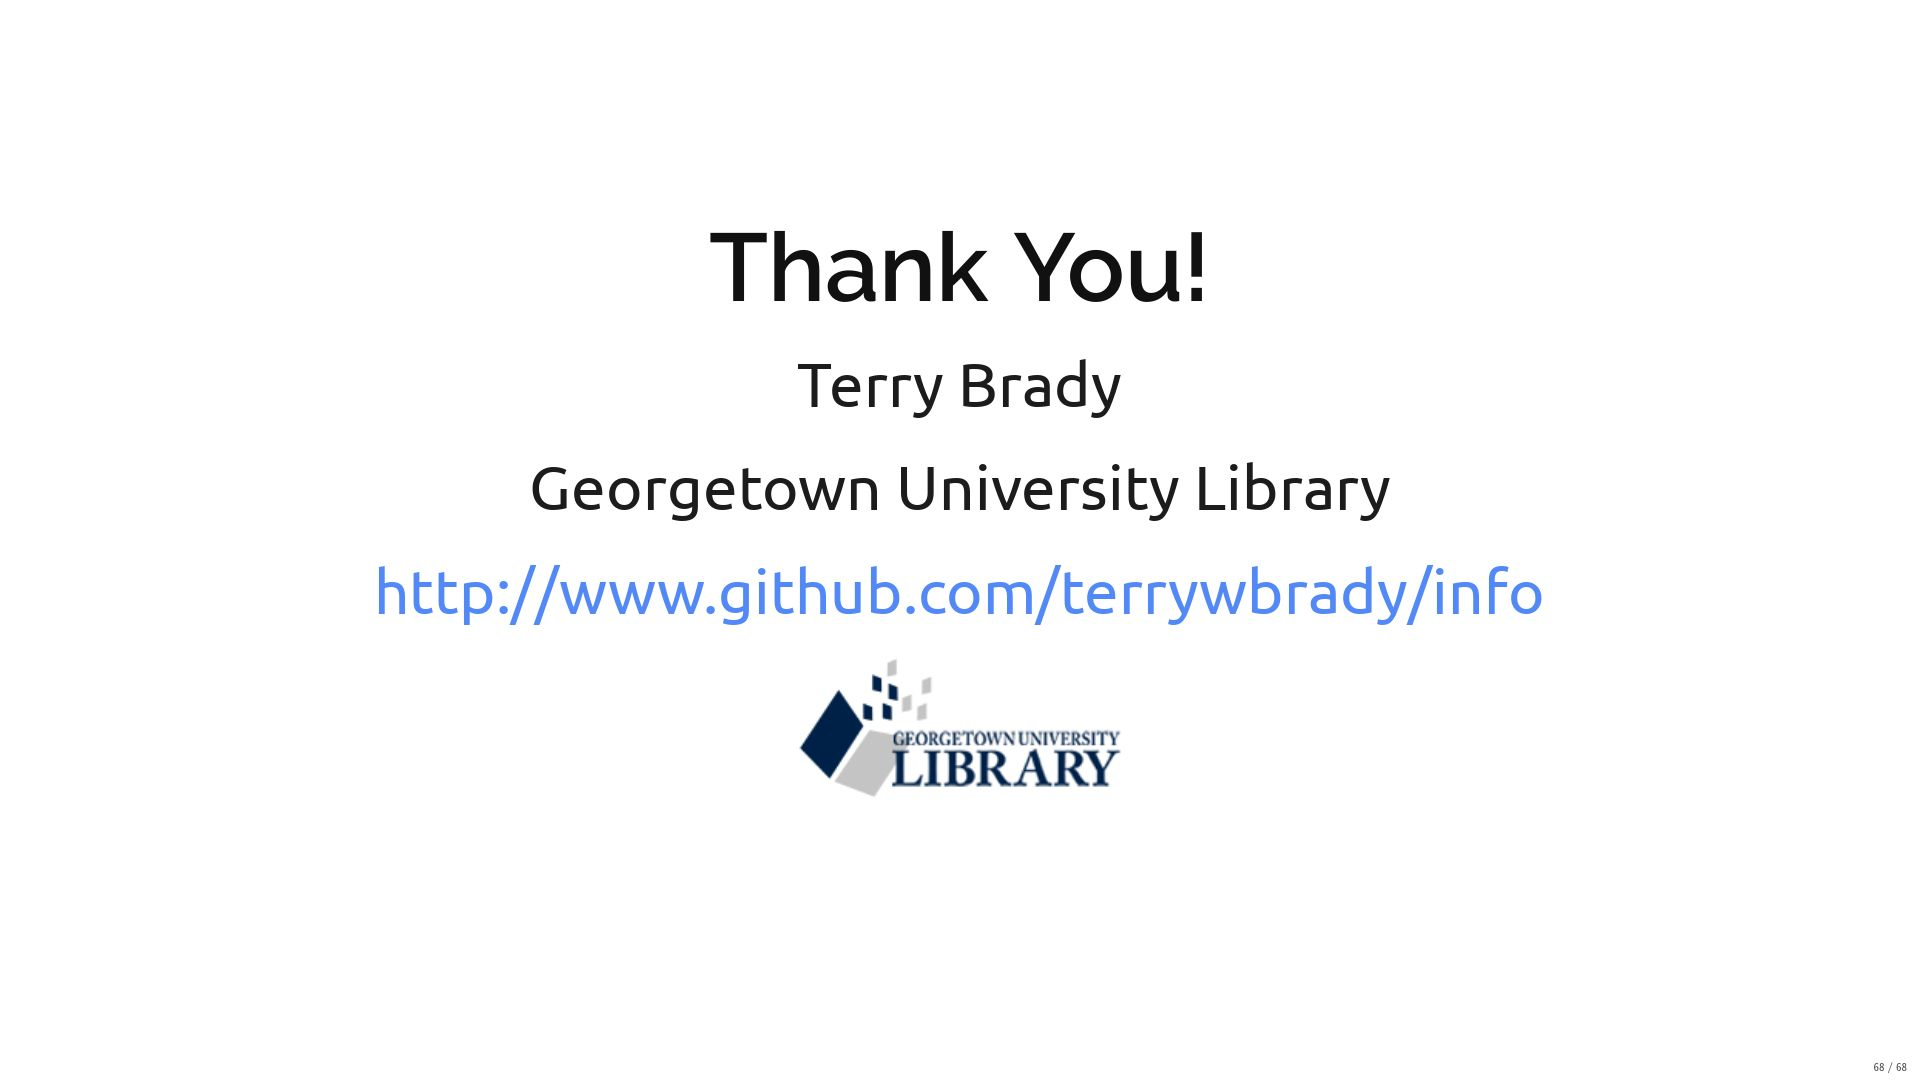 Thank You!
Terry Brady
Georgetown University Library
http://www.github.com/terrywbrady/info
GEORGETOWN UNIVERSITY
LIBRARY
68 / 68